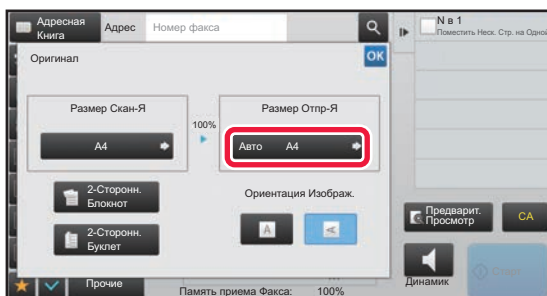 Адресная
Книга
Адрес
Номер факса
N в 1
Поместить Неск. Стр. на Одной
Оригинал
OK
Размер Скан-Я
100%
Размер Отпр-Я
A4
Авто A4
2-Сторонн.
Блокнот
Ориентация Изображ.
2-Сторонн.
Буклет
A
A
Предварит.
Просмотр
CA
Прочие
Память приема Факса: 100%
Динамик
Старт